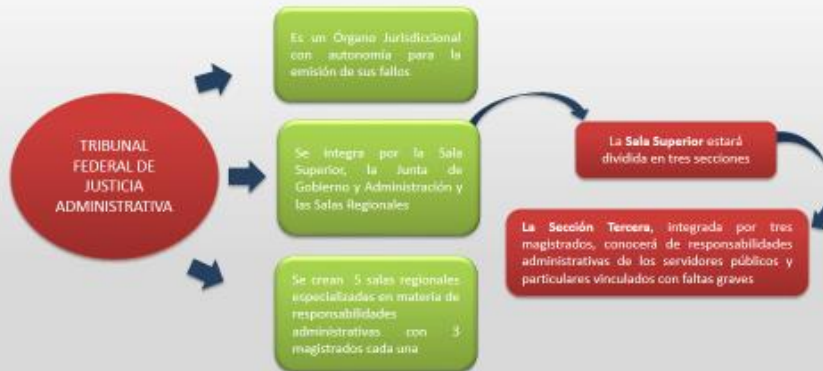 TRIBUNAL
FEDERAL DE
JUSTICIA
ADMINISTRATIVA
Es un Órgano Jurisdiccional
con autonomía para la
emisión de sus fallos
Se integra por la Sala
Superior, la Junta de
Gobierno y Administración y
las Salas Regionales
Se crean 5 salas regionales
especializadas en materia de
responsabilidades
administrativas con 3
magistrados cada una
La Sala Superior estará
dividida en tres secciones
La Sección Tercera, integrada por tres
magistrados, conocerá de responsabilidades
administrativas de los servidores públicos y
particulares vinculados con faltas graves